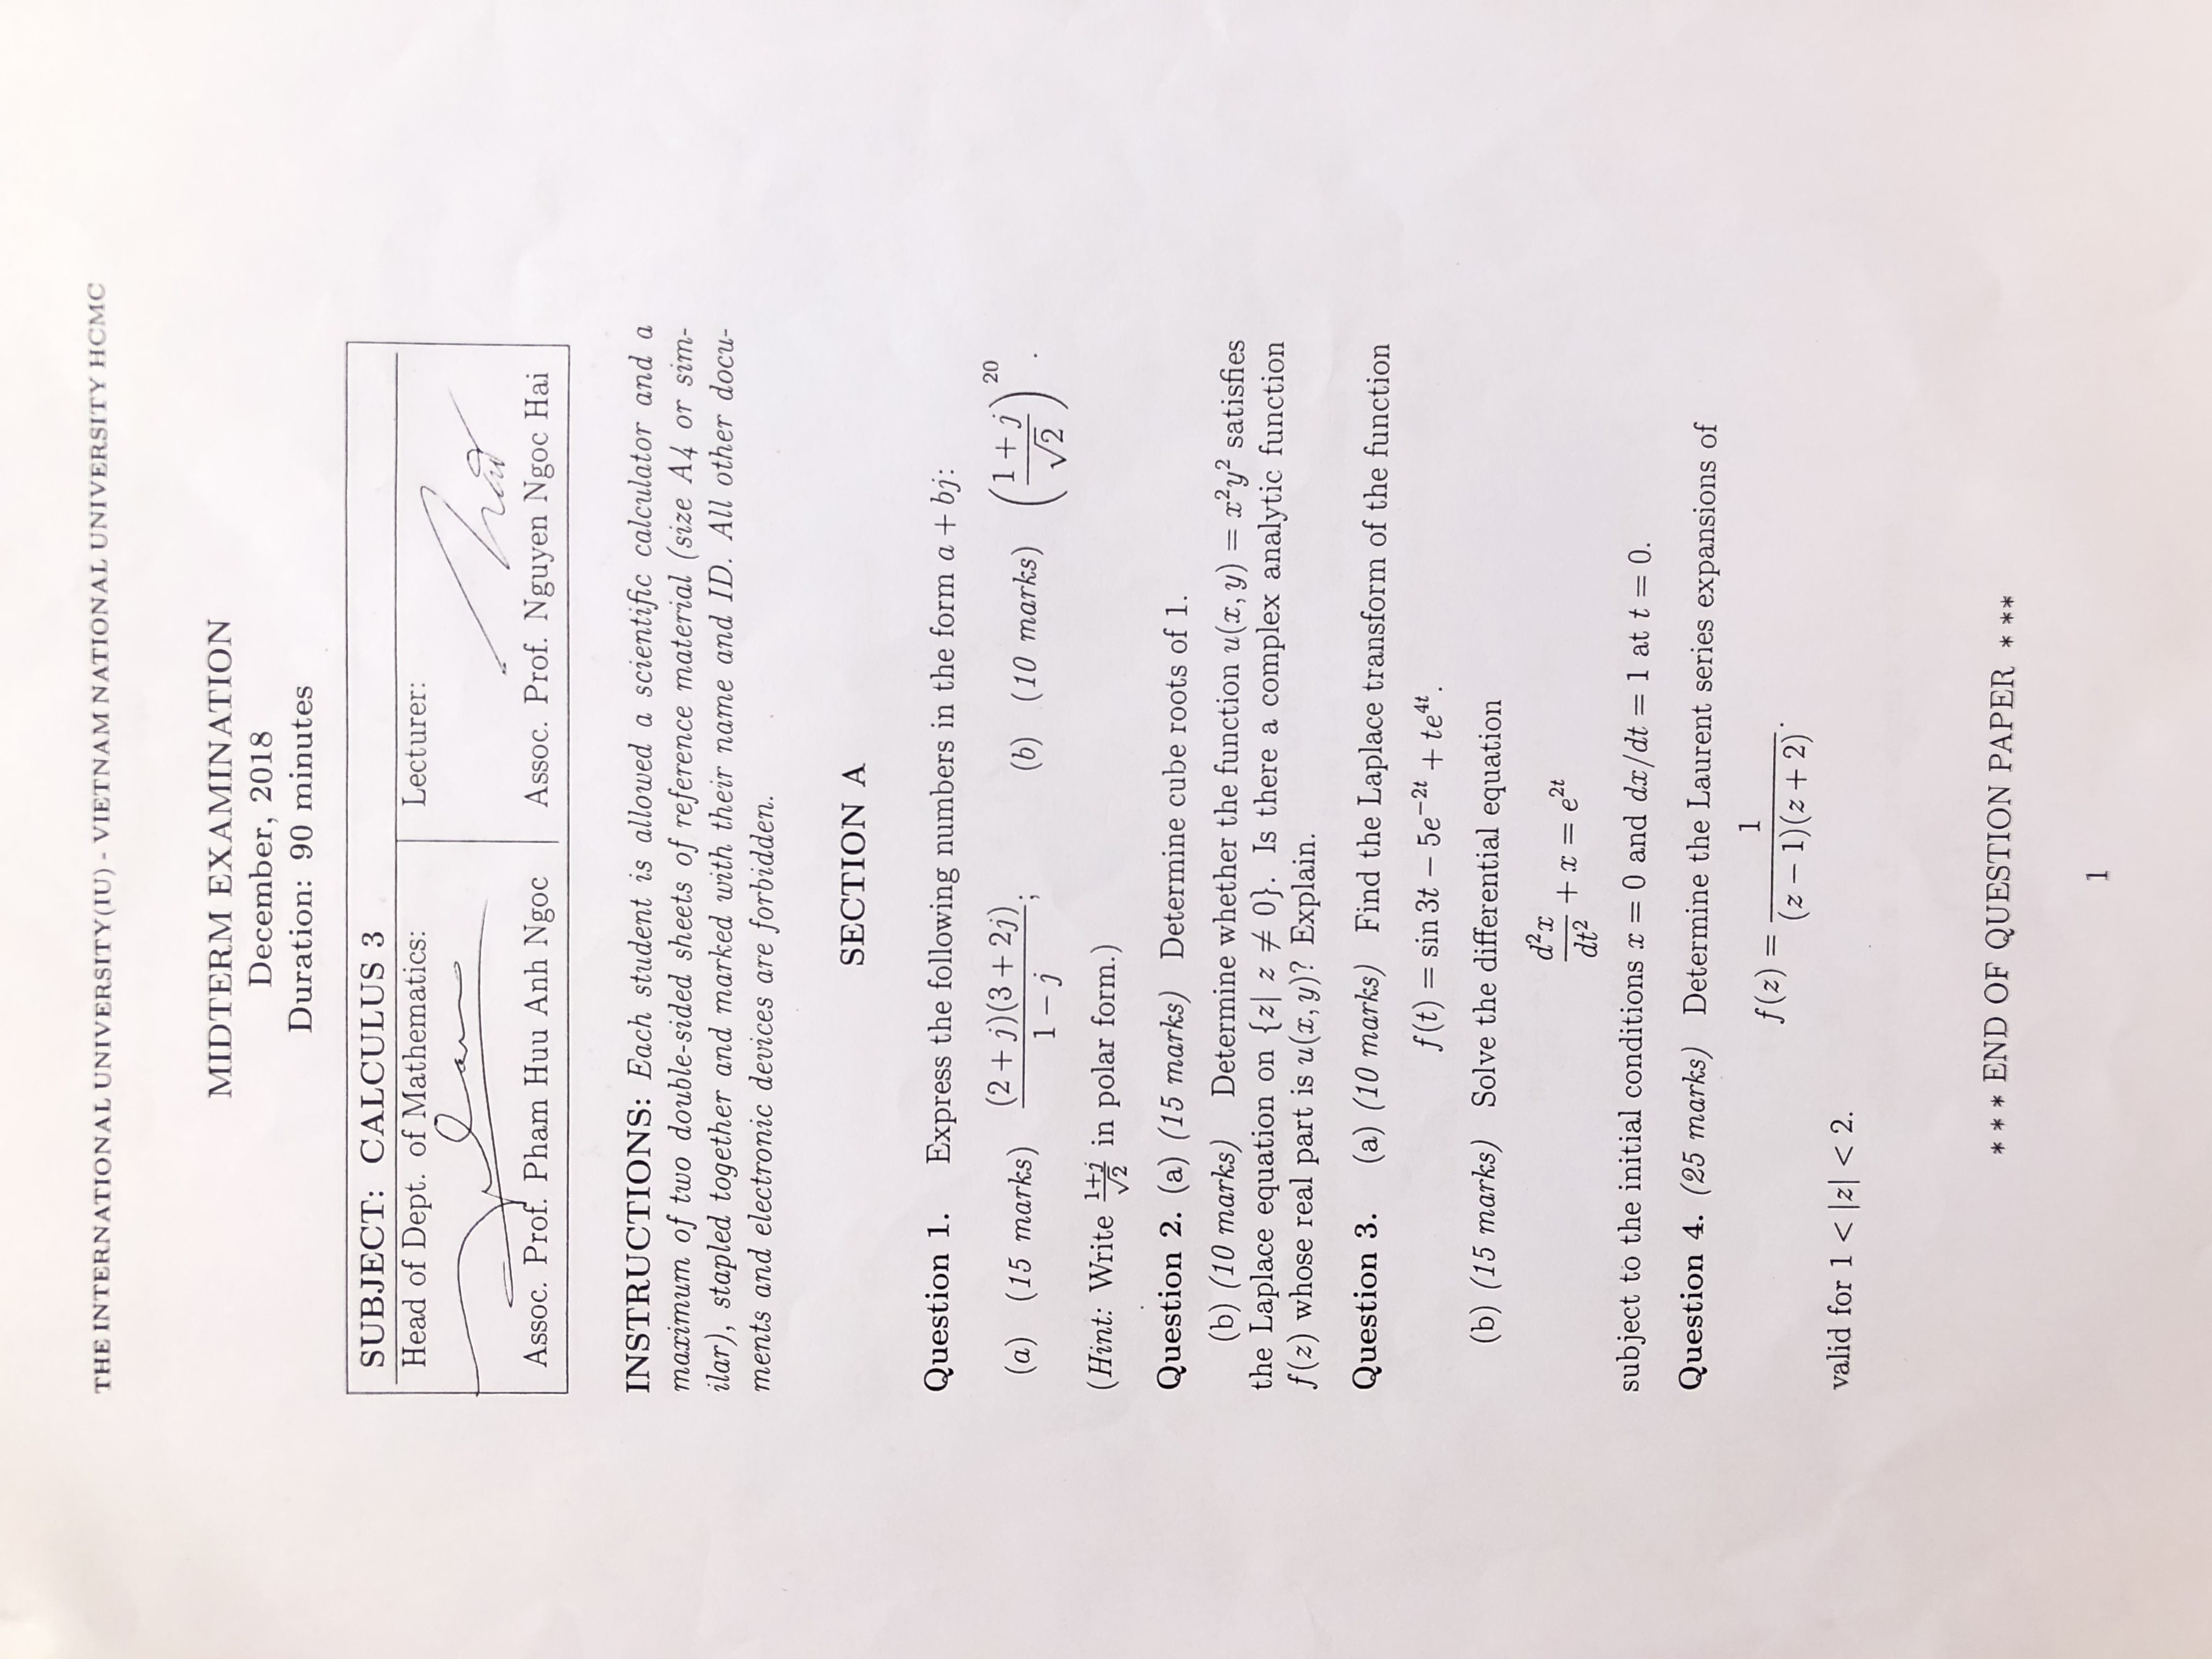 THE INTERNATIONAL UNIVERSITY(IU) - VIETNAM NATIONAL UNIVERSITY HCMC
MIDTERM EXAMINATION
December, 2018
Duration: 90 minutes
SUBJECT: CALCULUS 3
Head of Dept. of Mathematics:
Lecturer:
Assoc. Prof. Pham Huu Anh Ngoc
Assoc. Prof. Nguyen Ngoc Hai
INSTRUCTIONS: Each student is allowed a scientific calculator and a
maximum of two double-sided sheets of reference material (size A4 or sim-
ilar), stapled together and marked with their name and ID. All other docu-
ments and electronic devices are forbidden.
SECTION A
Question 1. Express the following numbers in the form a + bj:
(a) (15 marks) \frac{(2 + j)(3 + 2j)}{1 - j}; (b) (10 marks) \left(\frac{1 + j}{\sqrt{2}}\right)^{20}.
(Hint: Write \frac{1+j}{\sqrt{2}} in polar form.)
Question 2. (a) (15 marks) Determine cube roots of 1.
(b) (10 marks) Determine whether the function u(x, y) = x²y² satisfies
the Laplace equation on {z| z ≠ 0}. Is there a complex analytic function
f(z) whose real part is u(x, y)? Explain.
Question 3. (a) (10 marks) Find the Laplace transform of the function
f(t) = sin 3t − 5e^{−2t} + te^{4t}.
(b) (15 marks) Solve the differential equation
\frac{d²x}{dt²} + x = e^{2t}
subject to the initial conditions x = 0 and dx/dt = 1 at t = 0.
Question 4. (25 marks) Determine the Laurent series expansions of
f(z) = \frac{1}{(z − 1)(z + 2)}.
valid for 1 < |z| < 2.
* * * END OF QUESTION PAPER * **
1